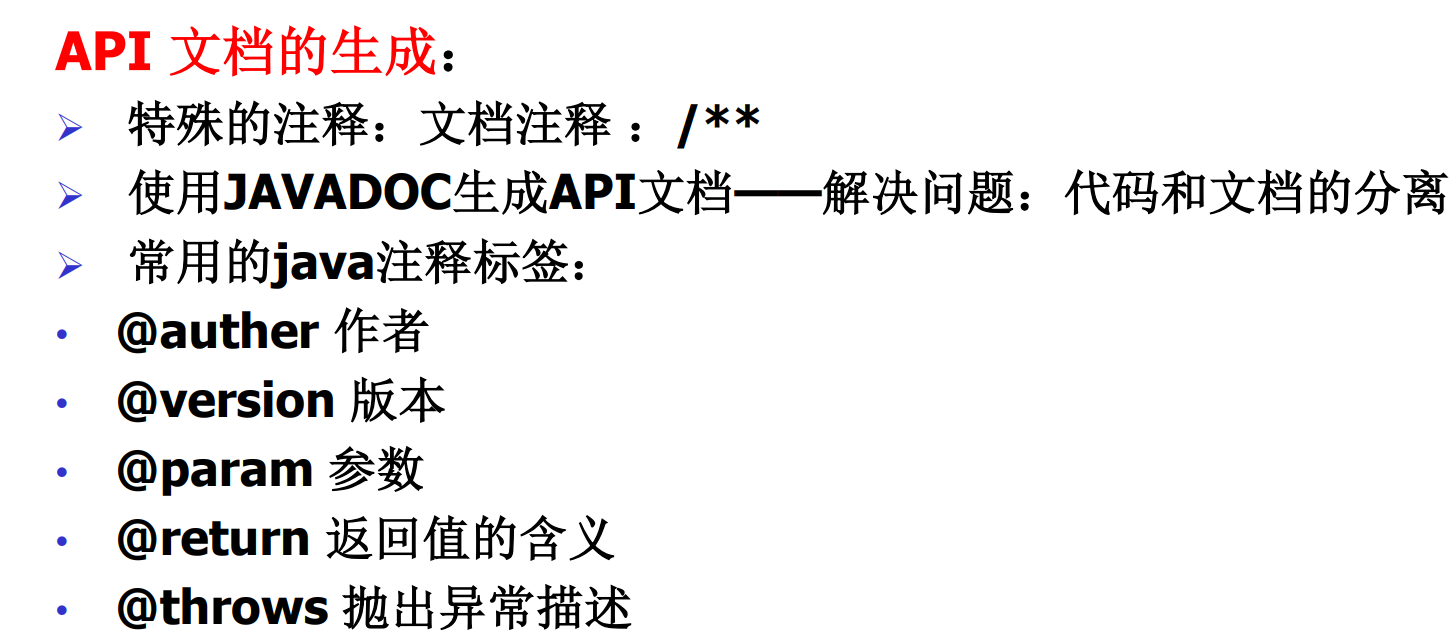 API 文档的生成：
➢ 特殊的注释：文档注释 ：/**
➢ 使用JAVADOC生成API文档——解决问题：代码和文档的分离
➢ 常用的java注释标签：
• @auther 作者
• @version 版本
• @param 参数
• @return 返回值的含义
• @throws 抛出异常描述